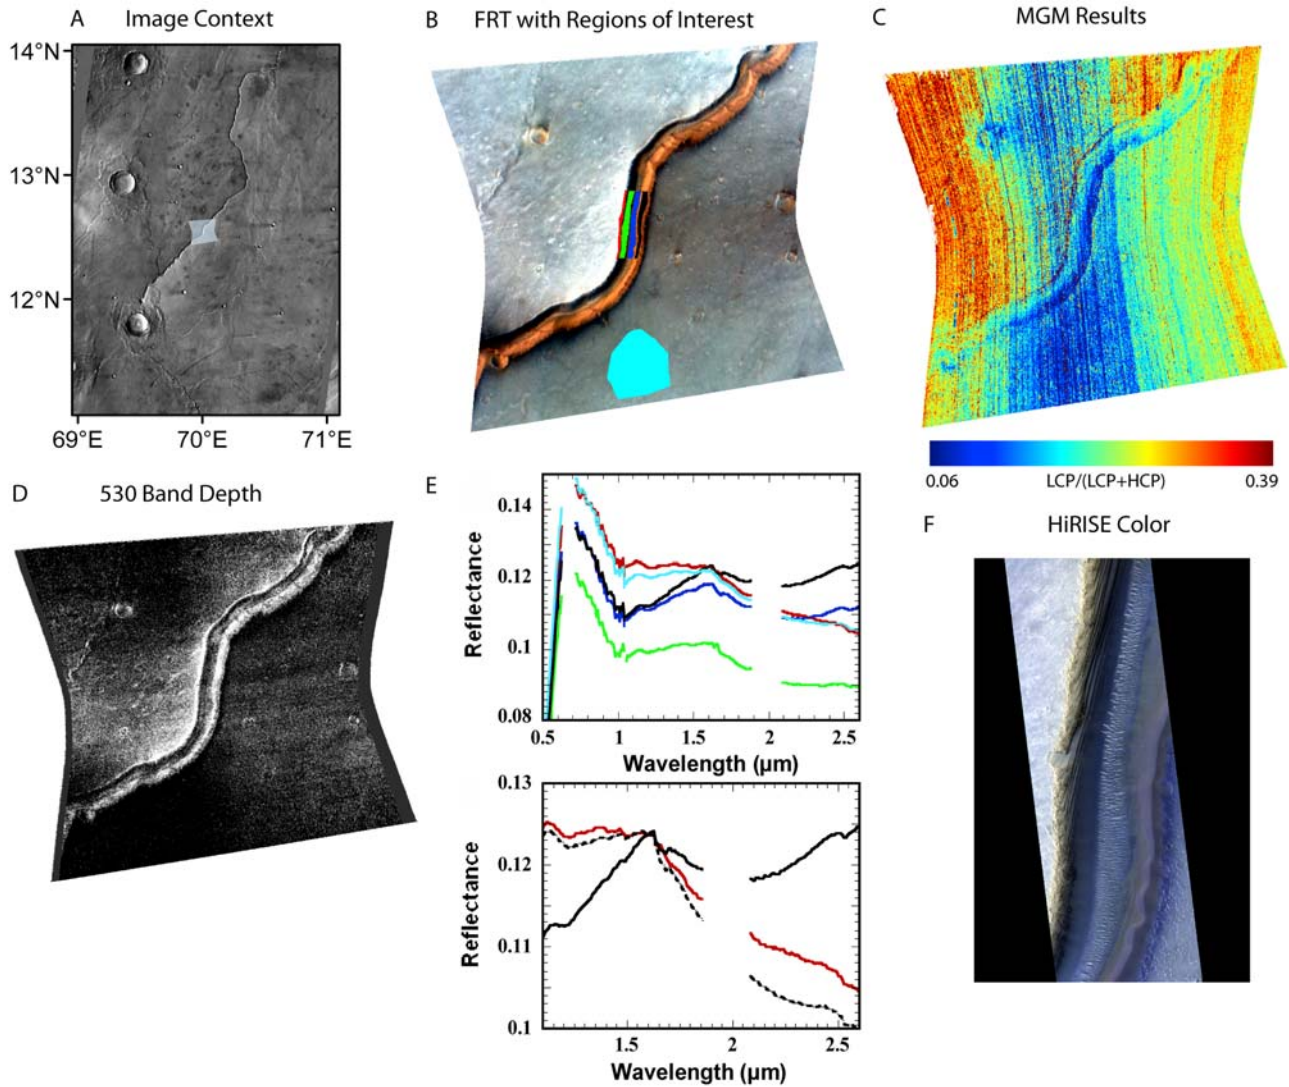 A Image Context
14°N
13°N
12°N
69°E 70°E 71°E
B FRT with Regions of Interest
C MGM Results
0.06 LCP/(LCP+HCP) 0.39
D 530 Band Depth
E
Reflectance
0.14
0.12
0.1
0.08
0.5 1 1.5 2 2.5
Wavelength (µm)
Reflectance
0.13
0.12
0.11
0.1
1.5 2 2.5
Wavelength (µm)
F HiRISE Color